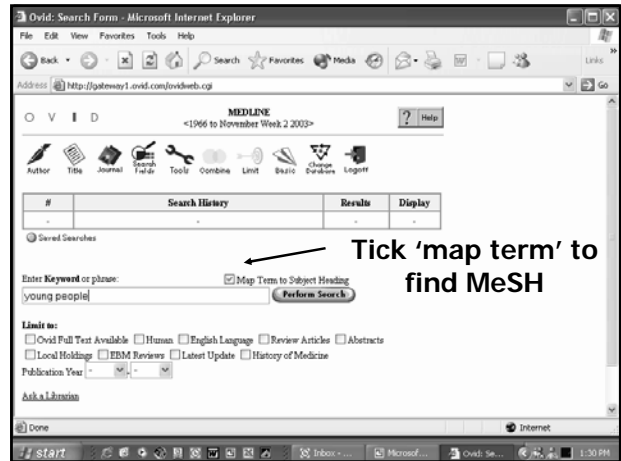 Ovid: Search Form - Microsoft Internet Explorer
File Edit View Favorites Tools Help
Back Search Favorites Media Links
Address http://gateway1.ovid.com/ovidweb.cgi Go
O V I D
MEDLINE
<1966 to November Week 2 2003>
? Help
Author Title Journal Search Fields Tools Combine Limit Basic Change Database Logoff
# Search History Results Display
- - - -
Saved Searches
Tick 'map term' to
find MeSH
Enter Keyword or phrase: Map Term to Subject Heading
young people Perform Search
Limit to:
Ovid Full Text Available Human English Language Review Articles Abstracts
Local Holdings EBM Reviews Latest Update History of Medicine
Publication Year - - -
Ask a Librarian
Done Internet
start Inbox - ... Microsof... Ovid: Se... 1:30 PM